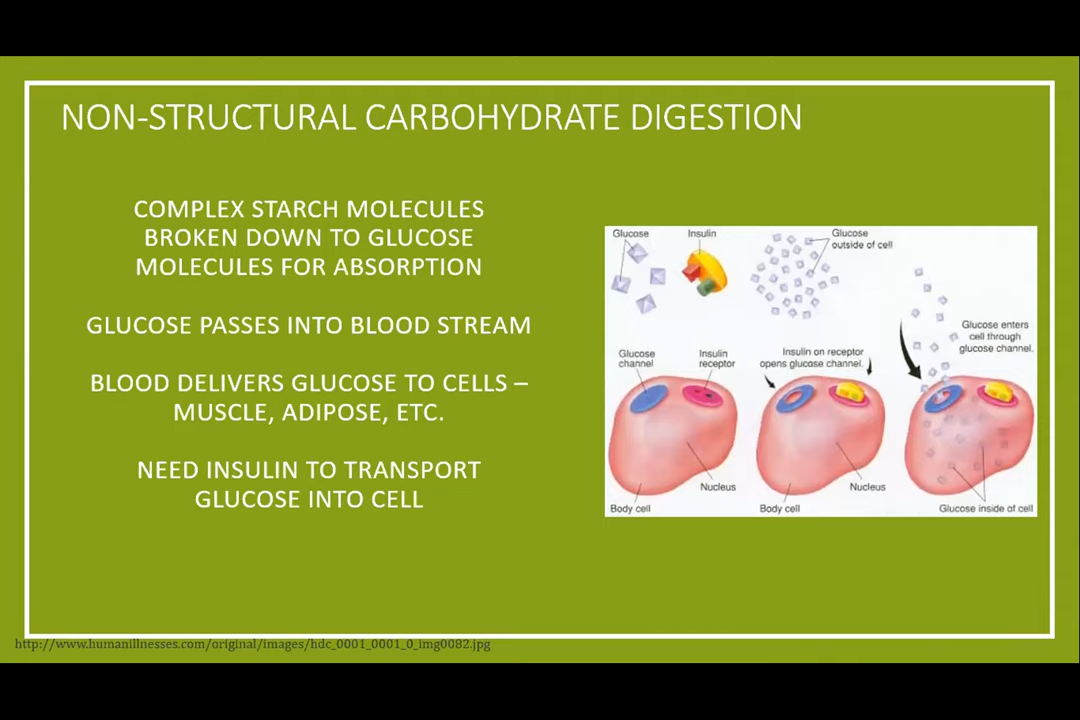 NON-STRUCTURAL CARBOHYDRATE DIGESTION
COMPLEX STARCH MOLECULES
BROKEN DOWN TO GLUCOSE
MOLECULES FOR ABSORPTION
GLUCOSE PASSES INTO BLOOD STREAM
BLOOD DELIVERS GLUCOSE TO CELLS –
MUSCLE, ADIPOSE, ETC.
NEED INSULIN TO TRANSPORT
GLUCOSE INTO CELL
Glucose
Insulin
Glucose
outside of cell
Glucose enters
cell through
glucose channel.
Glucose
channel
Insulin
receptor
Insulin on receptor
opens glucose channel.
Nucleus
Body cell
Nucleus
Body cell
Glucose inside of cell
http://www.humanillnesses.com/original/images/hdc_0001_0001_0_img0082.jpg